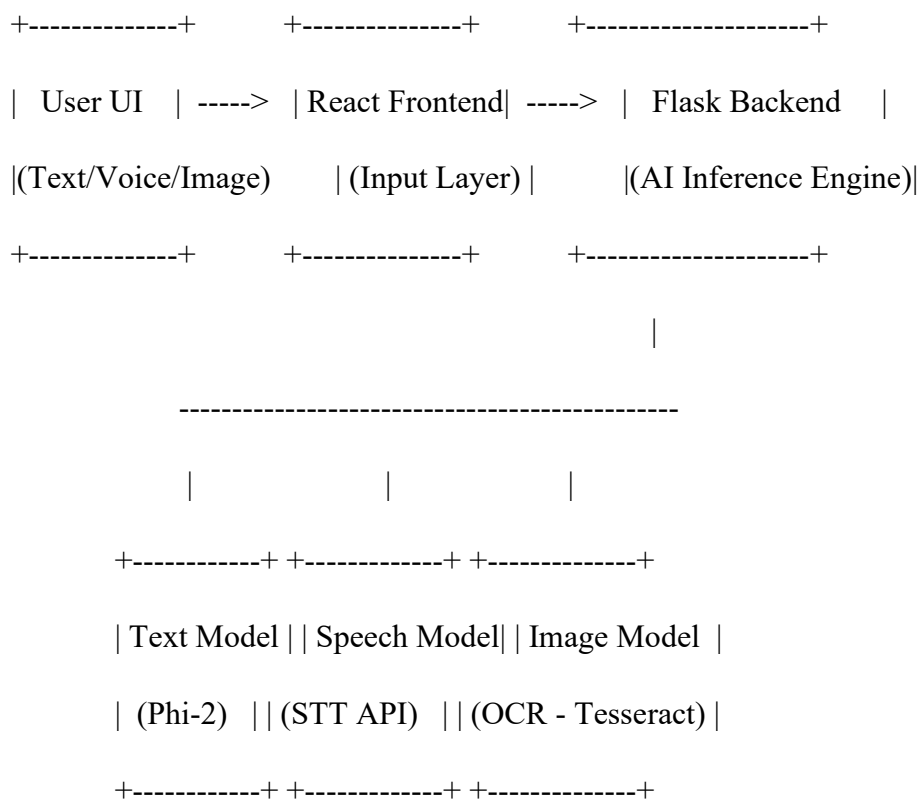 +--------------+ +---------------+ +---------------------+
| User UI | -----> | React Frontend| -----> | Flask Backend |
|(Text/Voice/Image) | (Input Layer) | |(AI Inference Engine)|
+--------------+ +---------------+ +---------------------+
|
-----------------------------------------------
| | |
+------------+ +-------------+ +--------------+
| Text Model | | Speech Model| | Image Model |
| (Phi-2) | | (STT API) | | (OCR - Tesseract) |
+------------+ +-------------+ +--------------+